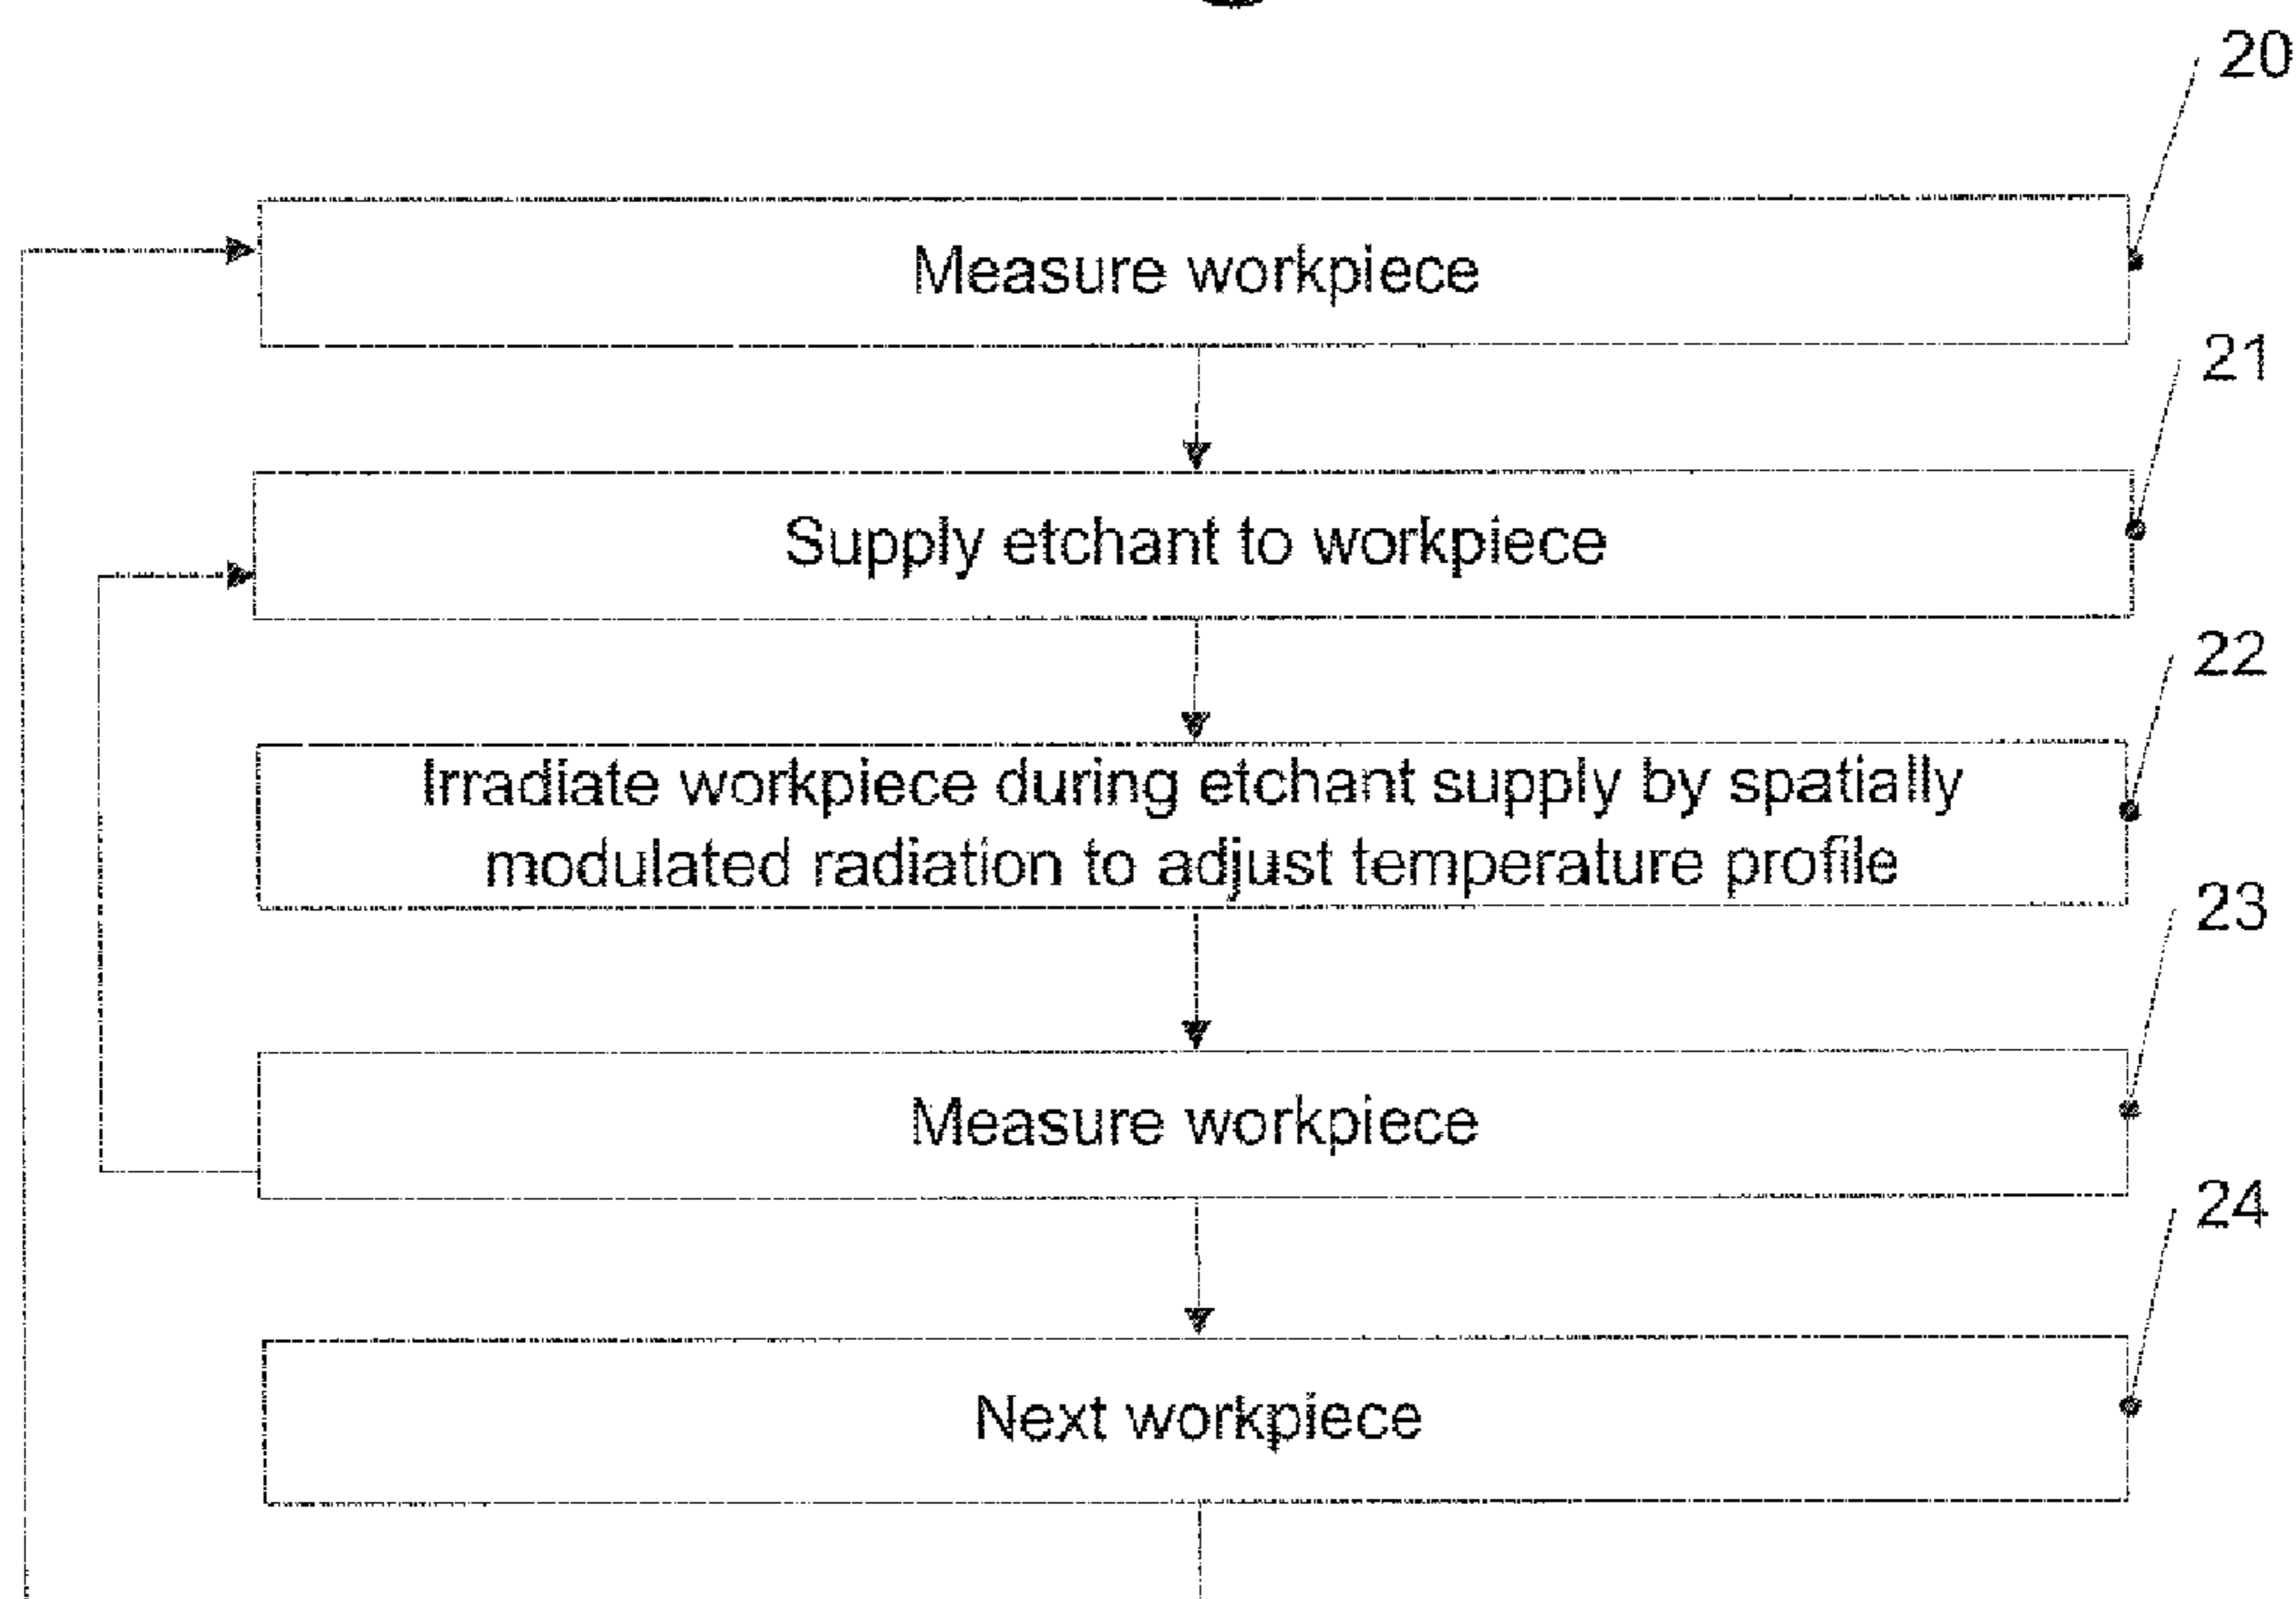 20
Measure workpiece
21
Supply etchant to workpiece
22
Irradiate workpiece during etchant supply by spatially
modulated radiation to adjust temperature profile
23
Measure workpiece
24
Next workpiece